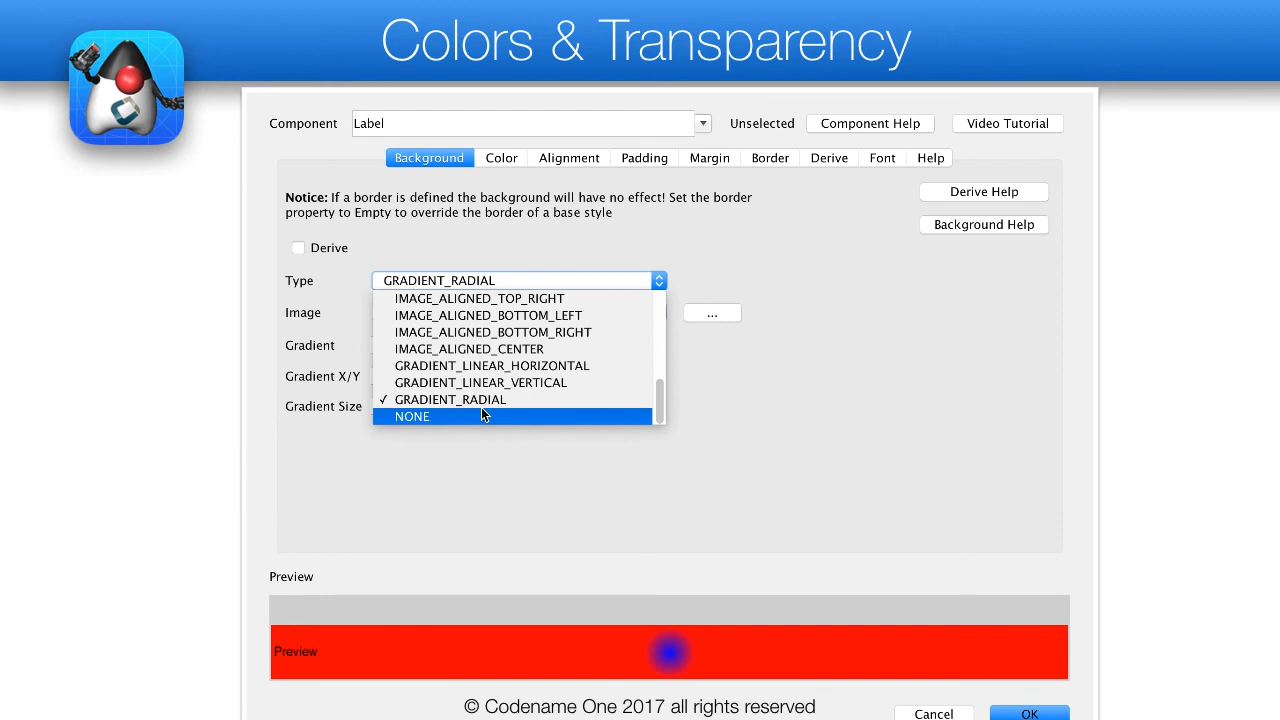 Colors & Transparency
Component Label Unselected Component Help Video Tutorial
Background Color Alignment Padding Margin Border Derive Font Help
Notice: If a border is defined the background will have no effect! Set the border
property to Empty to override the border of a base style
Derive Help
Background Help
Derive
Type GRADIENT_RADIAL
IMAGE_ALIGNED_TOP_RIGHT
Image IMAGE_ALIGNED_BOTTOM_LEFT ...
IMAGE_ALIGNED_BOTTOM_RIGHT
Gradient IMAGE_ALIGNED_CENTER
GRADIENT_LINEAR_HORIZONTAL
Gradient X/Y GRADIENT_LINEAR_VERTICAL
✓ GRADIENT_RADIAL
Gradient Size NONE
Preview
Preview
© Codename One 2017 all rights reserved
Cancel OK